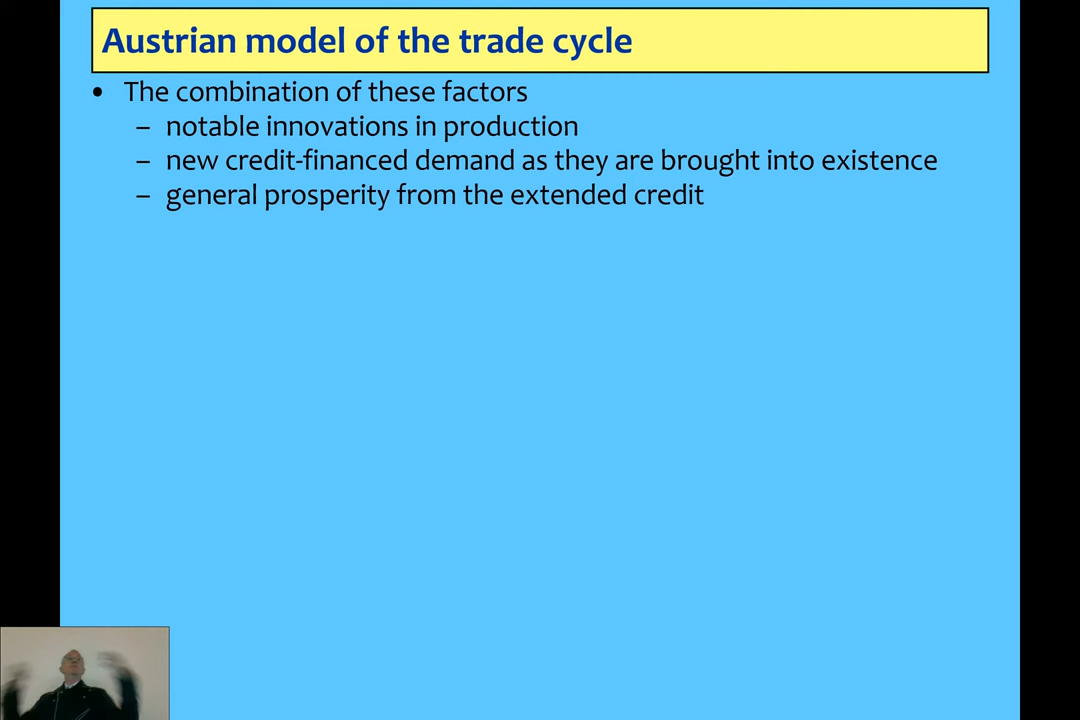 Austrian model of the trade cycle
• The combination of these factors
– notable innovations in production
– new credit-financed demand as they are brought into existence
– general prosperity from the extended credit